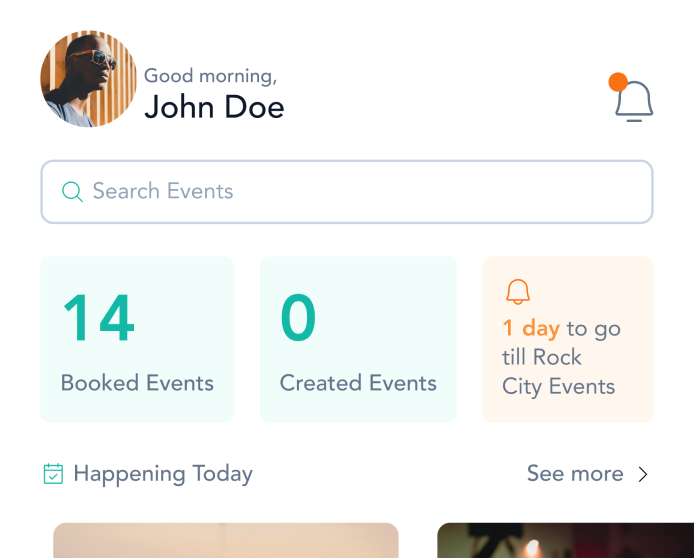 Good morning,
John Doe
Search Events
14
Booked Events
0
Created Events
1 day to go
till Rock
City Events
Happening Today
See more